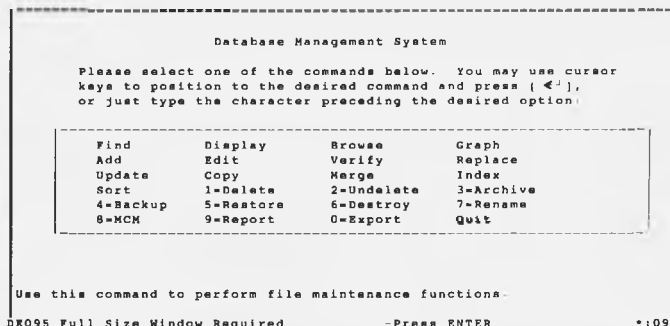 Database Management System
Please select one of the commands below. You may use cursor
keys to position to the desired command and press [ <┘ ],
or just type the character preceding the desired option
Find Display Browse Graph
Add Edit Verify Replace
Update Copy Merge Index
Sort 1=Delete 2=Undelete 3=Archive
4=Backup 5=Restore 6=Destroy 7=Rename
8=MCM 9=Report 0=Export Quit
Use this command to perform file maintenance functions
DE095 Full Size Window Required -Press ENTER *:09